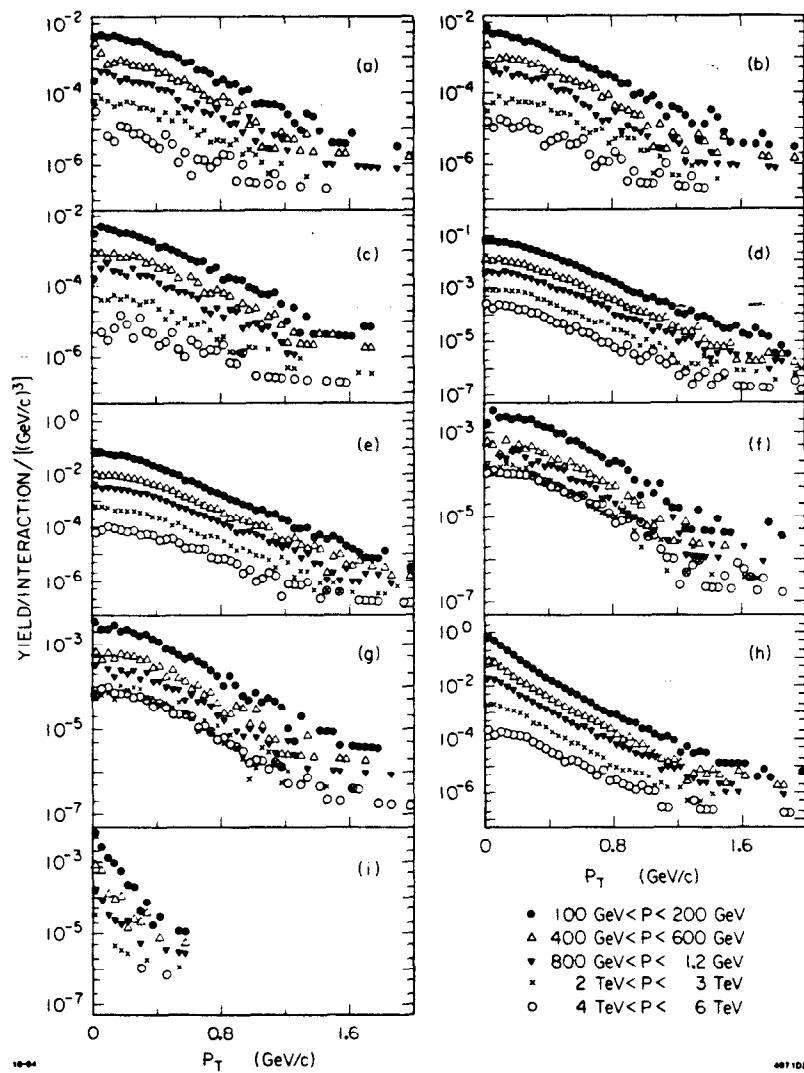 10⁻² 10⁻⁴ 10⁻⁶ (a)
10⁻² 10⁻⁴ 10⁻⁶ (b)
10⁻² 10⁻⁴ 10⁻⁶ (c)
10⁻¹ 10⁻³ 10⁻⁵ 10⁻⁷ (d)
10⁰ 10⁻² 10⁻⁴ 10⁻⁶ (e)
10⁻³ 10⁻⁵ 10⁻⁷ (f)
10⁻³ 10⁻⁵ 10⁻⁷ (g)
10⁰ 10⁻² 10⁻⁴ 10⁻⁶ (h)
10⁻³ 10⁻⁵ 10⁻⁷ (i)
YIELD/INTERACTION/[(GeV/c)³]
0 0.8 1.6
P_T (GeV/c)
0 0.8 1.6
P_T (GeV/c)
● 100 GeV < P < 200 GeV
△ 400 GeV < P < 600 GeV
▼ 800 GeV < P < 1.2 GeV
× 2 TeV < P < 3 TeV
○ 4 TeV < P < 6 TeV